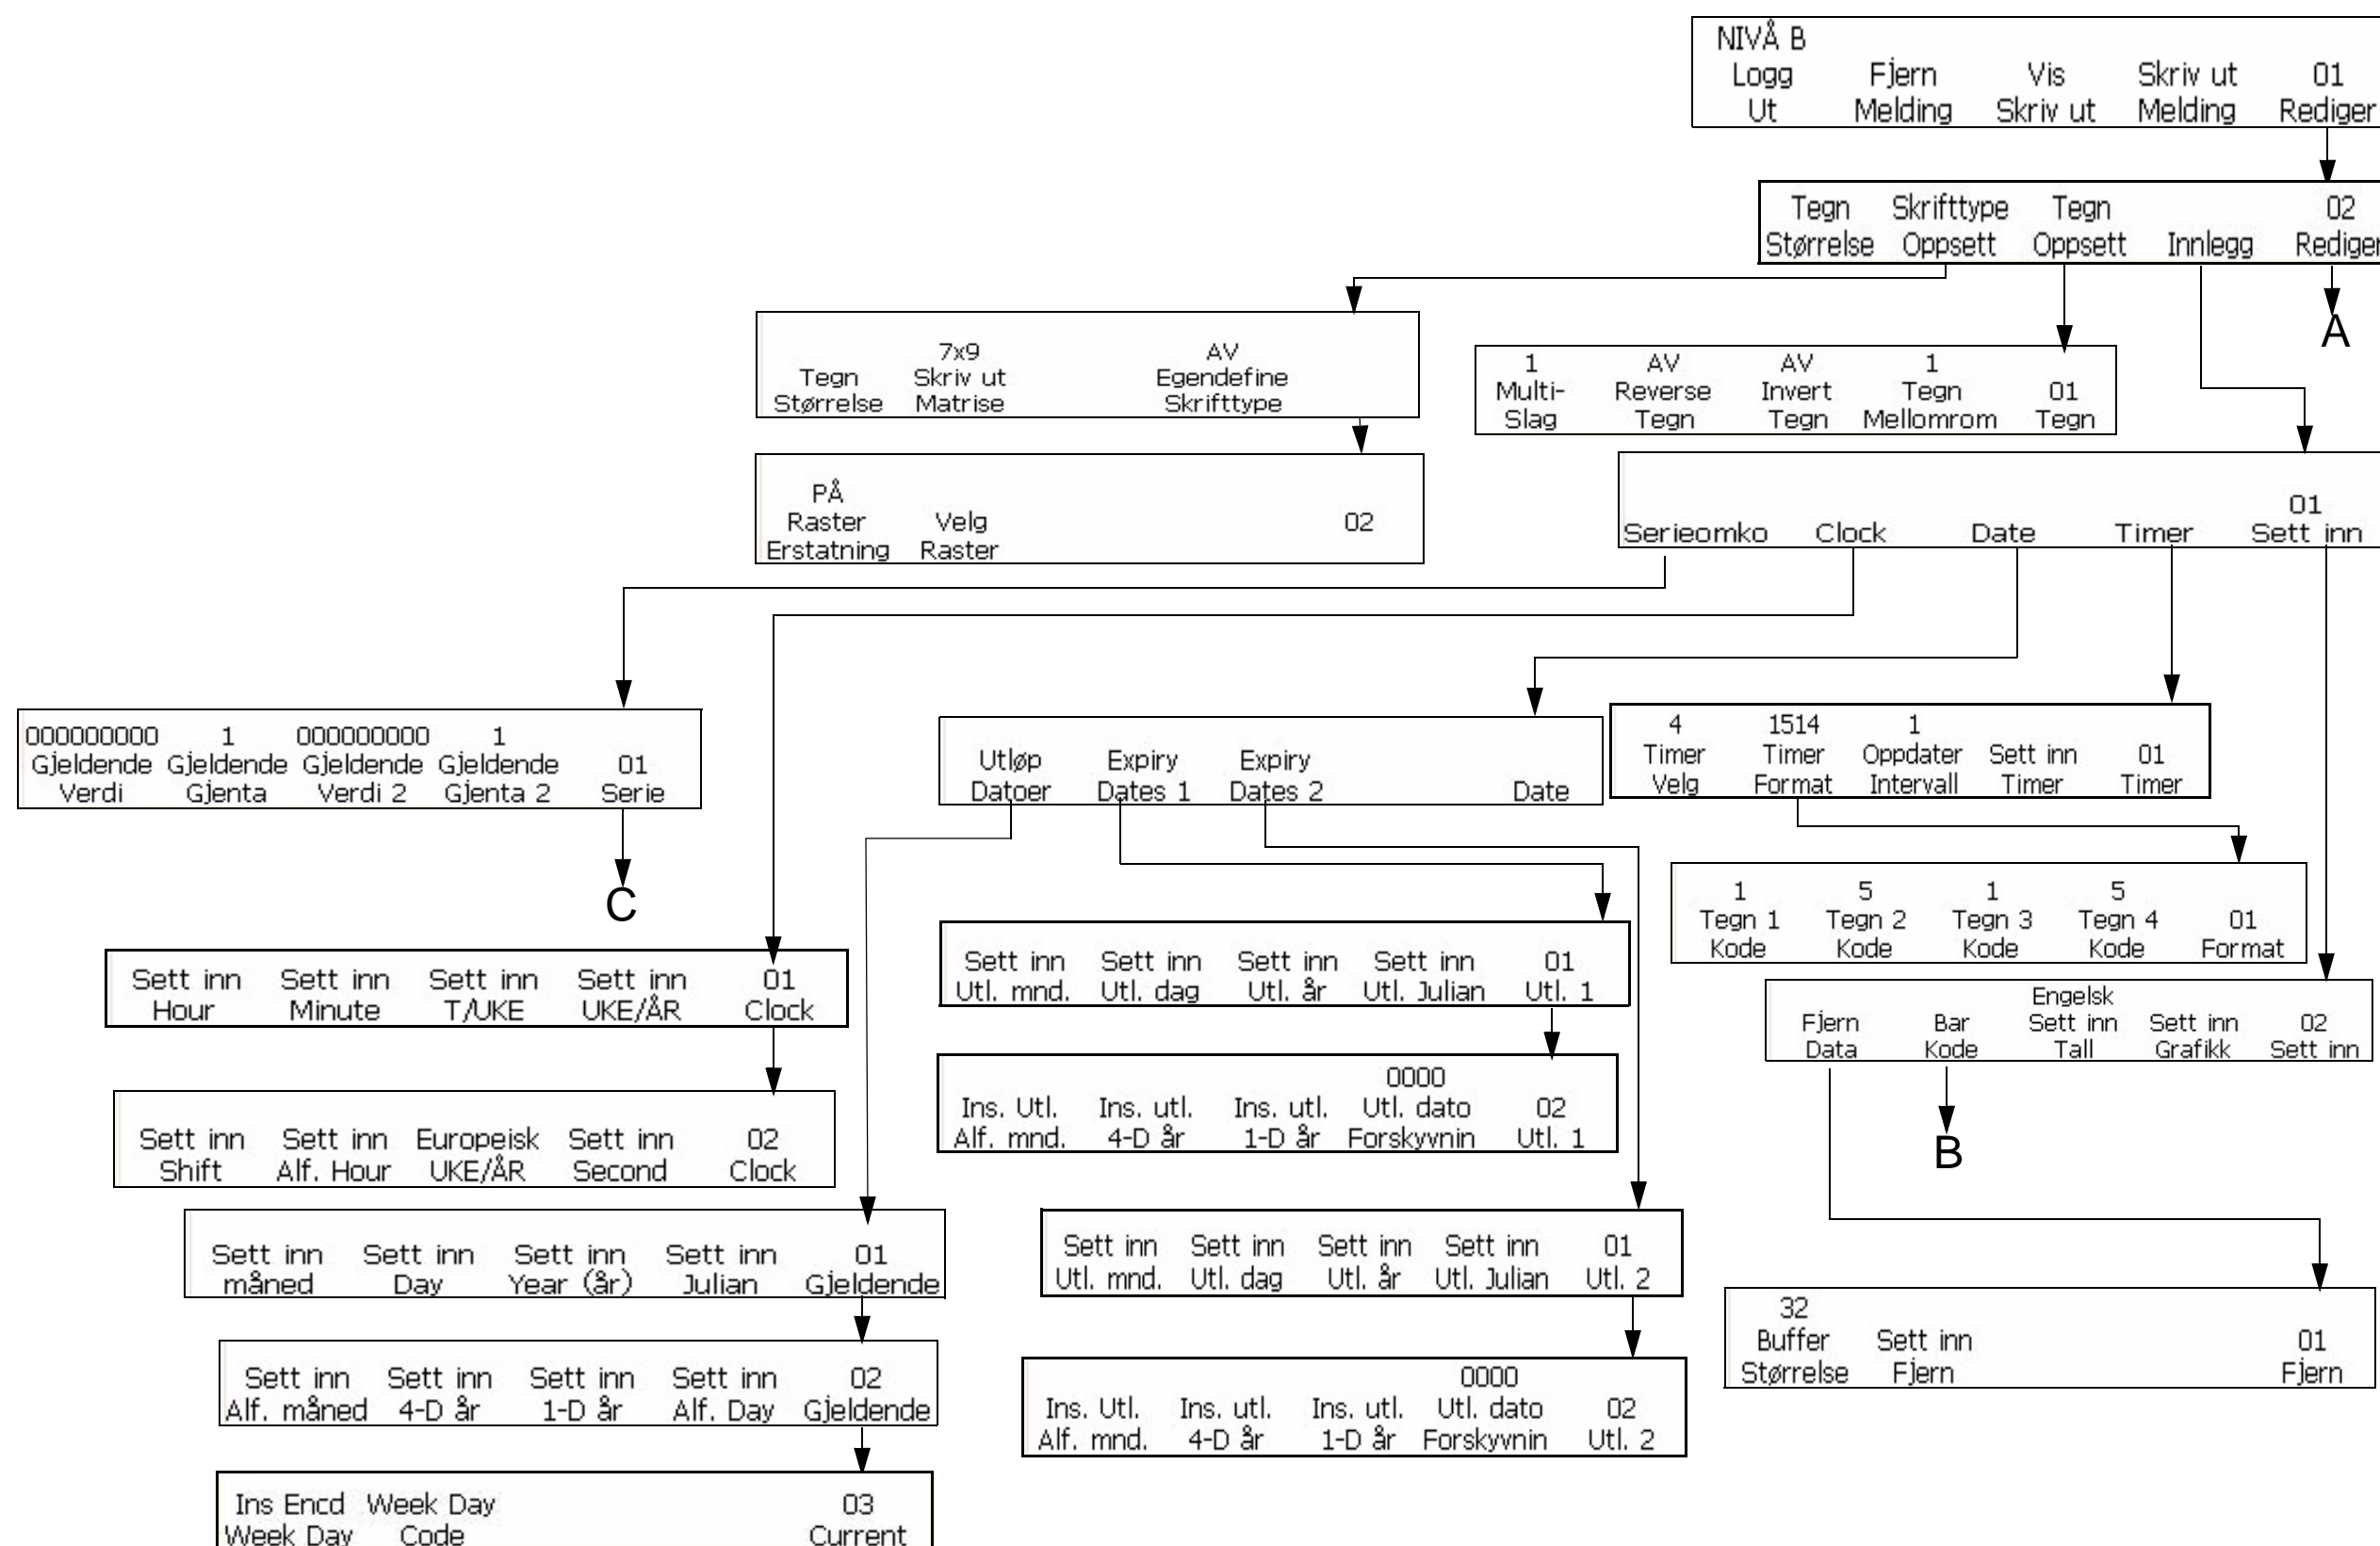 NIVÅ B
Logg Fjern Vis Skriv ut 01
Ut Melding Skriv ut Melding Rediger
Tegn Skrifttype Tegn 02
Størrelse Oppsett Oppsett Innlegg Rediger
A
7x9 AV
Tegn Skriv ut Egendefine
Størrelse Matrise Skrifttype
1 AV AV 1
Multi- Reverse Invert Tegn 01
Slag Tegn Tegn Mellomrom Tegn
PÅ
Raster Velg 02
Erstatning Raster
01
Serieomko Clock Date Timer Sett inn
000000000 1 000000000 1
Gjeldende Gjeldende Gjeldende Gjeldende 01
Verdi Gjenta Verdi 2 Gjenta 2 Serie
C
Utløp Expiry Expiry
Datoer Dates 1 Dates 2 Date
4 1514 1
Timer Timer Oppdater Sett inn 01
Velg Format Intervall Timer Timer
1 5 1 5
Tegn 1 Tegn 2 Tegn 3 Tegn 4 01
Kode Kode Kode Kode Format
Sett inn Sett inn Sett inn Sett inn 01
Hour Minute T/UKE UKE/ÅR Clock
Sett inn Sett inn Sett inn Sett inn 01
Utl. mnd. Utl. dag Utl. år Utl. Julian Utl. 1
Engelsk
Fjern Bar Sett inn Sett inn 02
Data Kode Tall Grafikk Sett inn
B
0000
Ins. Utl. Ins. utl. Ins. utl. Utl. dato 02
Alf. mnd. 4-D år 1-D år Forskyvnin Utl. 1
Sett inn Sett inn Europeisk Sett inn 02
Shift Alf. Hour UKE/ÅR Second Clock
Sett inn Sett inn Sett inn Sett inn 01
måned Day Year (år) Julian Gjeldende
Sett inn Sett inn Sett inn Sett inn 01
Utl. mnd. Utl. dag Utl. år Utl. Julian Utl. 2
32
Buffer Sett inn 01
Størrelse Fjern Fjern
Sett inn Sett inn Sett inn Sett inn 02
Alf. måned 4-D år 1-D år Alf. Day Gjeldende
0000
Ins. Utl. Ins. utl. Ins. utl. Utl. dato 02
Alf. mnd. 4-D år 1-D år Forskyvnin Utl. 2
Ins Encd Week Day 03
Week Day Code Current